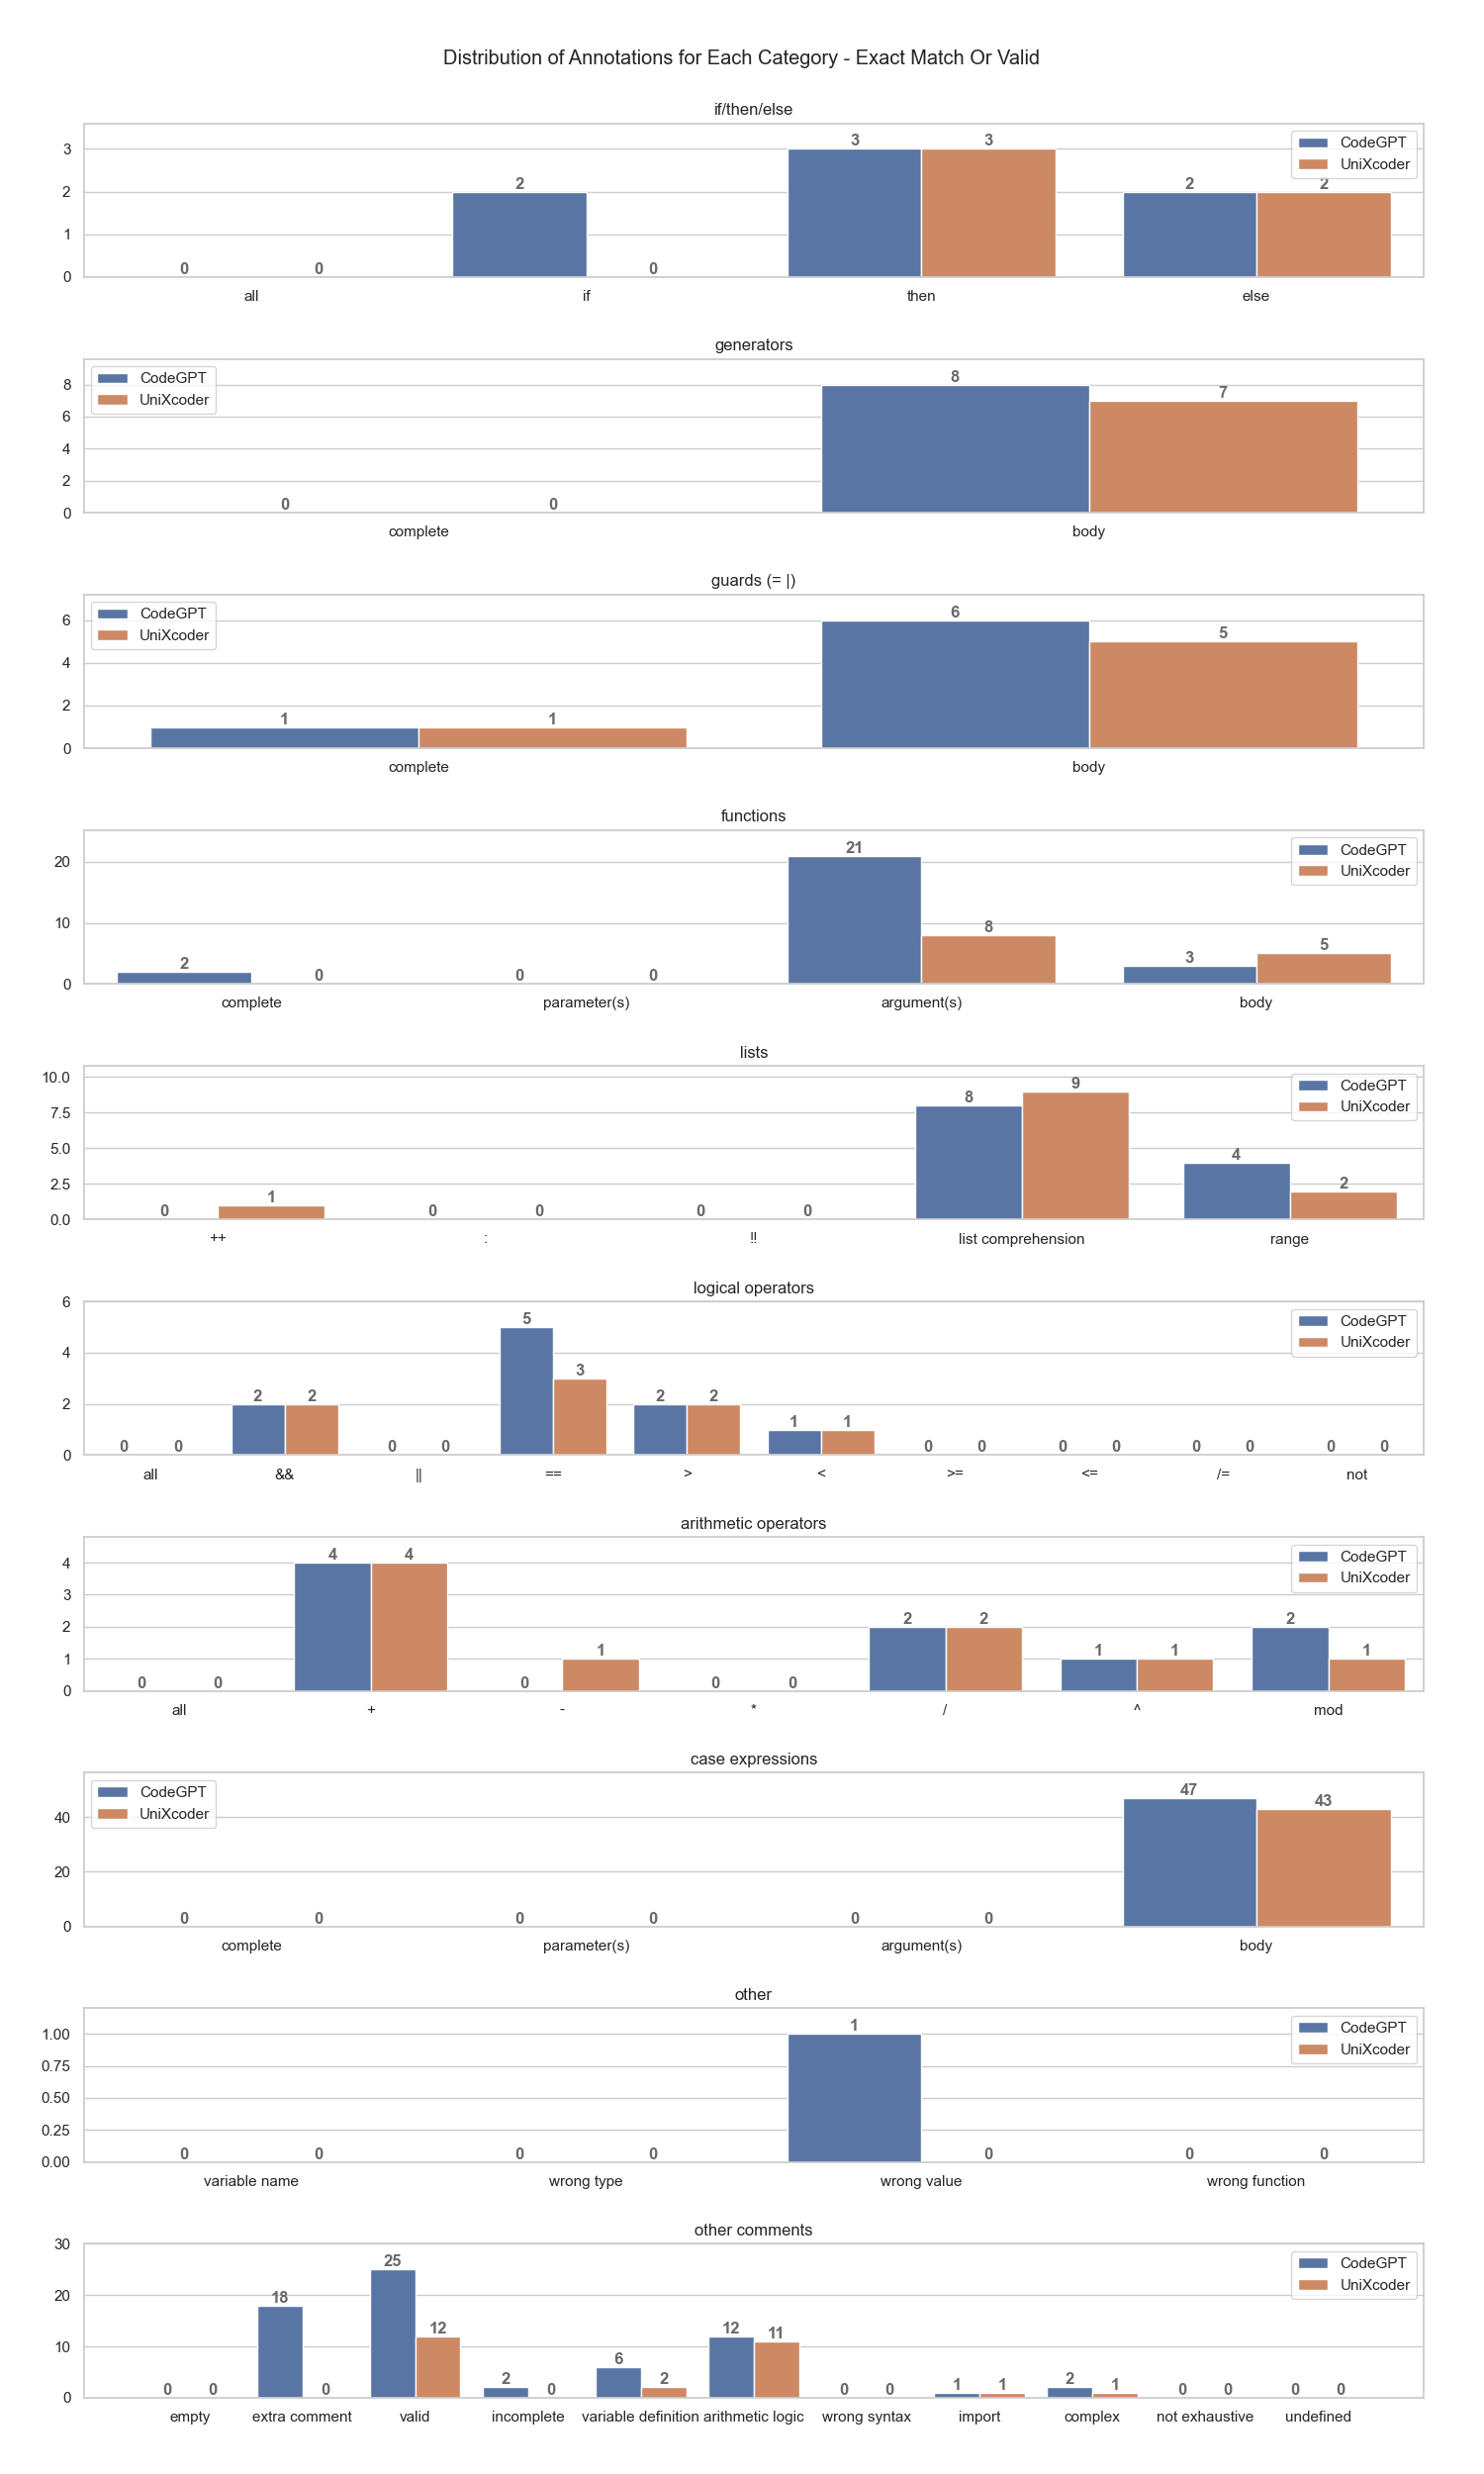 Distribution of Annotations for Each Category - Exact Match Or Valid
if/then/else
CodeGPT
UniXcoder
3
2
1
0
0 0 2 0 3 3 2 2
all if then else
generators
CodeGPT
UniXcoder
8
6
4
2
0
0 0 8 7
complete body
guards (= |)
CodeGPT
UniXcoder
6
4
2
0
1 1 6 5
complete body
functions
CodeGPT
UniXcoder
20
10
0
2 0 0 0 21 8 3 5
complete parameter(s) argument(s) body
lists
CodeGPT
UniXcoder
10.0
7.5
5.0
2.5
0.0
0 1 0 0 0 0 8 9 4 2
++ : !! list comprehension range
logical operators
CodeGPT
UniXcoder
6
4
2
0
0 0 2 2 0 0 5 3 2 2 1 1 0 0 0 0 0 0 0 0
all && || == > < >= <= /= not
arithmetic operators
CodeGPT
UniXcoder
4
3
2
1
0
0 0 4 4 0 1 0 0 2 2 1 1 2 1
all + - * / ^ mod
case expressions
CodeGPT
UniXcoder
40
20
0
0 0 0 0 0 0 47 43
complete parameter(s) argument(s) body
other
CodeGPT
UniXcoder
1.00
0.75
0.50
0.25
0.00
0 0 0 0 1 0 0 0
variable name wrong type wrong value wrong function
other comments
CodeGPT
UniXcoder
30
20
10
0
0 0 18 0 25 12 2 0 6 2 12 11 0 0 1 1 2 1 0 0 0 0
empty extra comment valid incomplete variable definition arithmetic logic wrong syntax import complex not exhaustive undefined